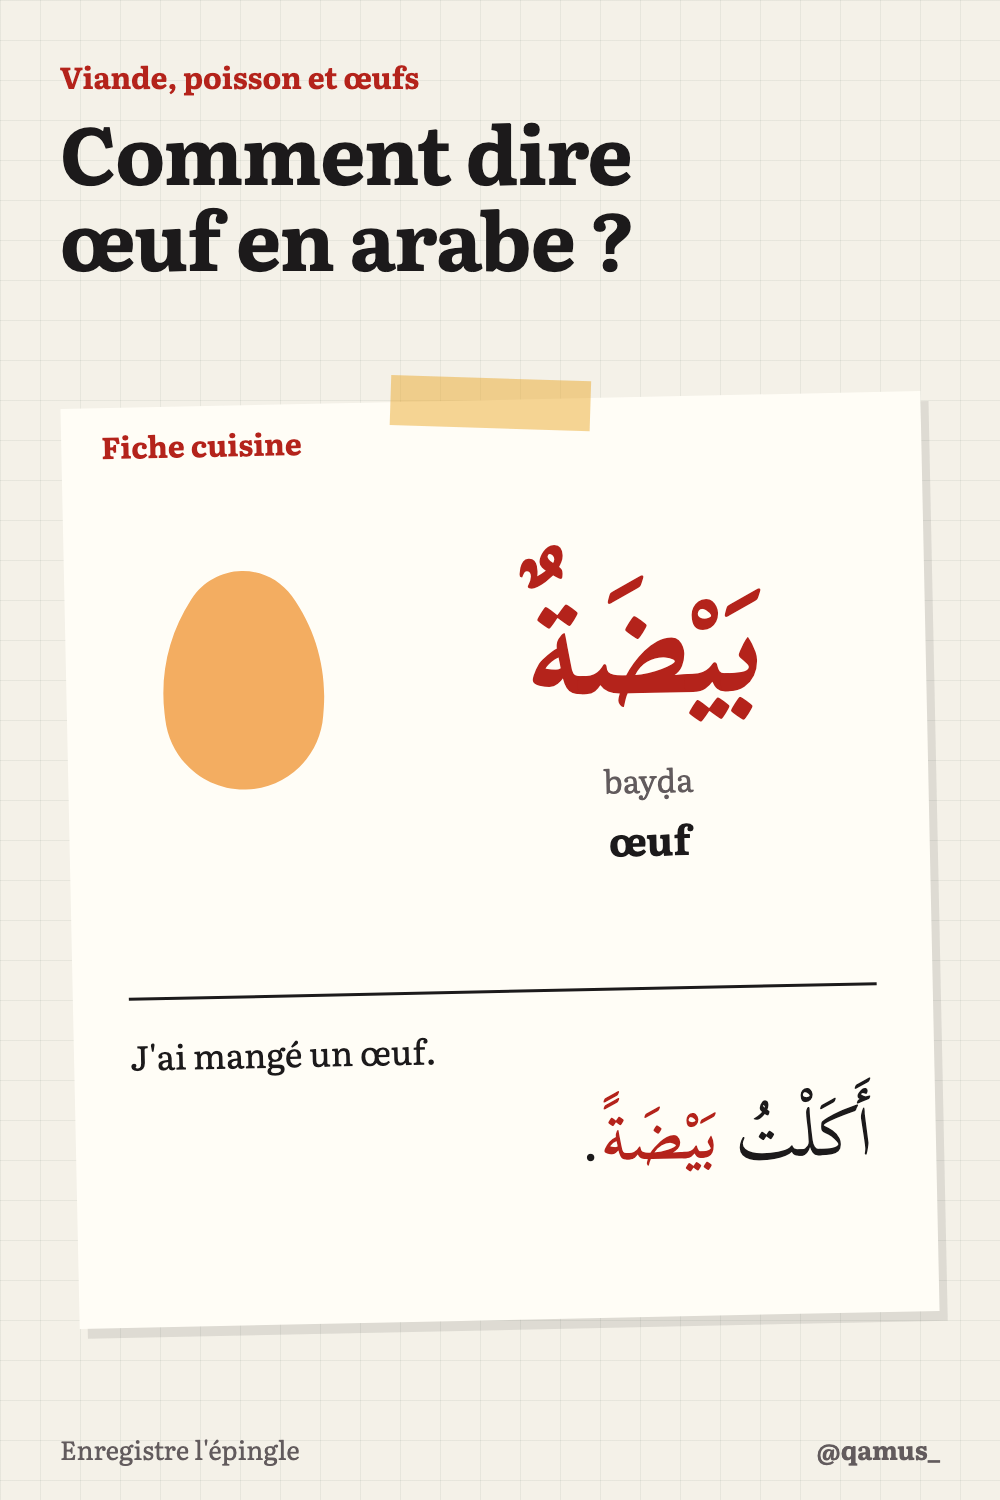 Viande, poisson et œufs
Comment dire
œuf en arabe ?
Fiche cuisine
بَيْضَةٌ
bayḍa
œuf
J'ai mangé un œuf.
أَكَلْتُ بَيْضَةً.
Enregistre l'épingle
@qamus_